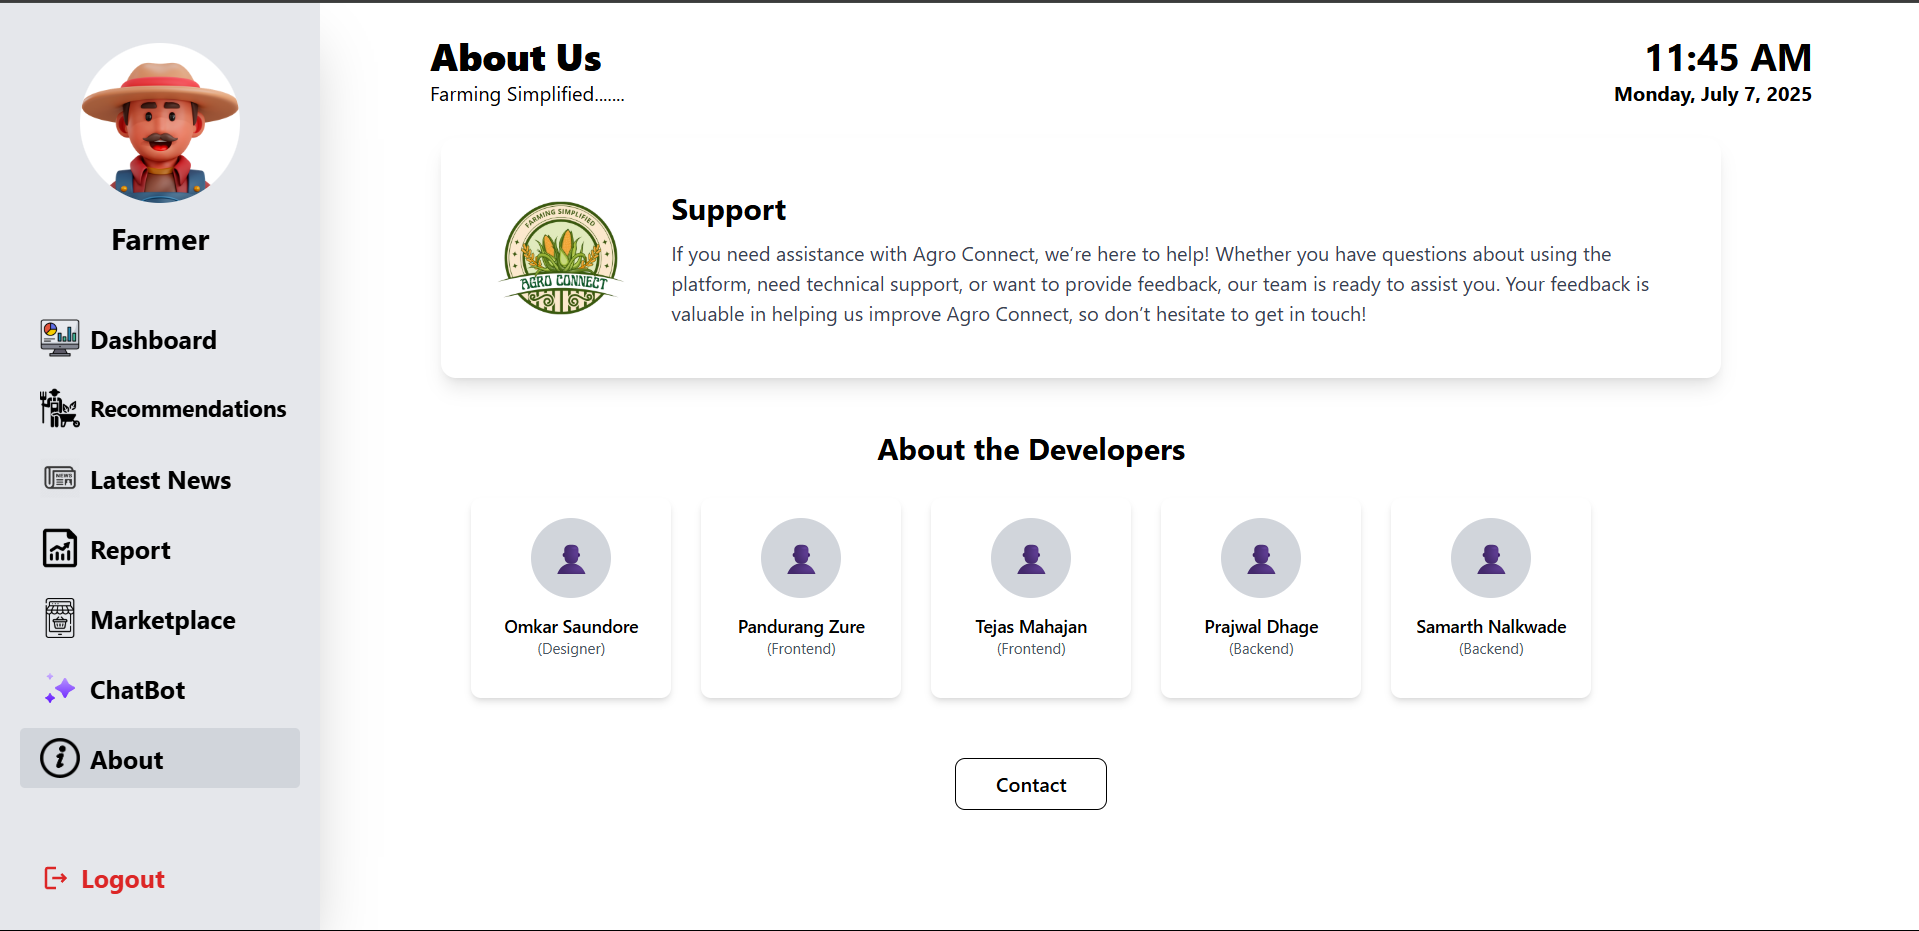 Farmer
Dashboard
Recommendations
Latest News
Report
Marketplace
ChatBot
About
Logout
About Us
Farming Simplified.......
11:45 AM
Monday, July 7, 2025
FARMING SIMPLIFIED
AGRO CONNECT
Support
If you need assistance with Agro Connect, we’re here to help! Whether you have questions about using the
platform, need technical support, or want to provide feedback, our team is ready to assist you. Your feedback is
valuable in helping us improve Agro Connect, so don’t hesitate to get in touch!
About the Developers
Omkar Saundore
(Designer)
Pandurang Zure
(Frontend)
Tejas Mahajan
(Frontend)
Prajwal Dhage
(Backend)
Samarth Nalkwade
(Backend)
Contact